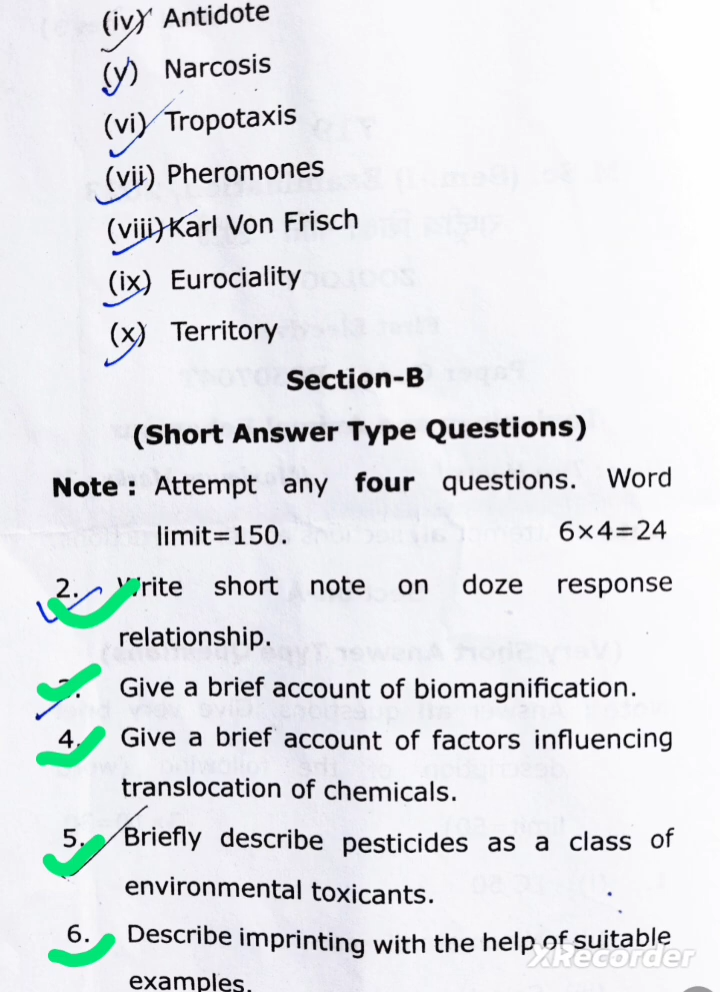 (iv) Antidote
(v) Narcosis
(vi) Tropotaxis
(vii) Pheromones
(viii) Karl Von Frisch
(ix) Eurociality
(x) Territory
Section-B
(Short Answer Type Questions)
Note : Attempt any four questions. Word
limit=150. 6×4=24
2. Write short note on doze response
relationship.
3. Give a brief account of biomagnification.
4. Give a brief account of factors influencing
translocation of chemicals.
5. Briefly describe pesticides as a class of
environmental toxicants.
6. Describe imprinting with the help of suitable
examples.
XRecorder